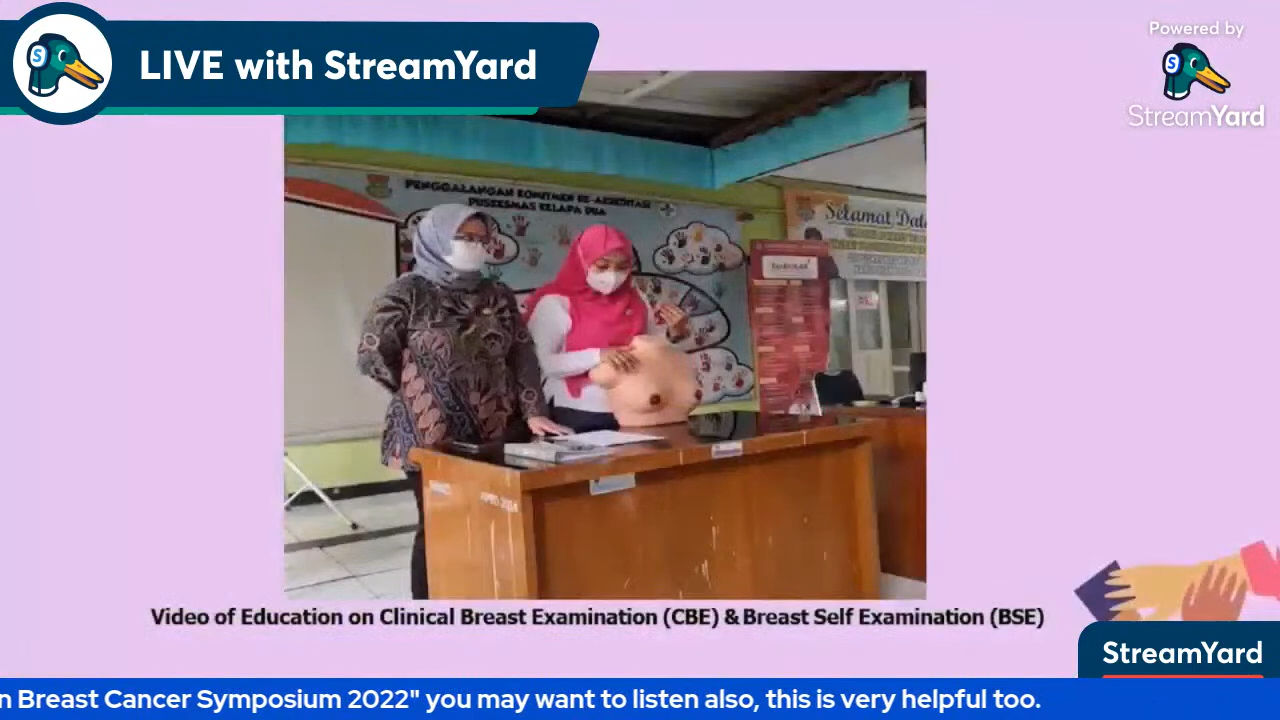 LIVE with StreamYard
Powered by
StreamYard
PENGGALANGAN KOMITMEN RE-AKREDITASI
PUSKESMAS KELAPA DUA
Selamat
Video of Education on Clinical Breast Examination (CBE) & Breast Self Examination (BSE)
StreamYard
n Breast Cancer Symposium 2022" you may want to listen also, this is very helpful too.